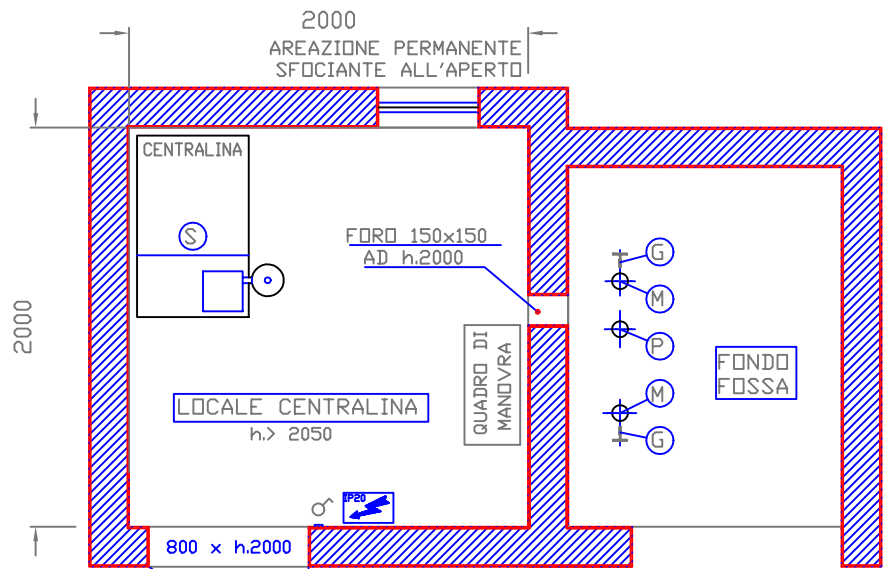 2000
AREAZIONE PERMANENTE
SFOCIANTE ALL'APERTO
CENTRALINA
S
FORO 150x150
AD h.2000
G
M
P
M
G
2000
QUADRO DI
MANOVRA
FONDO
FOSSA
LOCALE CENTRALINA
h.> 2050
IP20
800 x h.2000